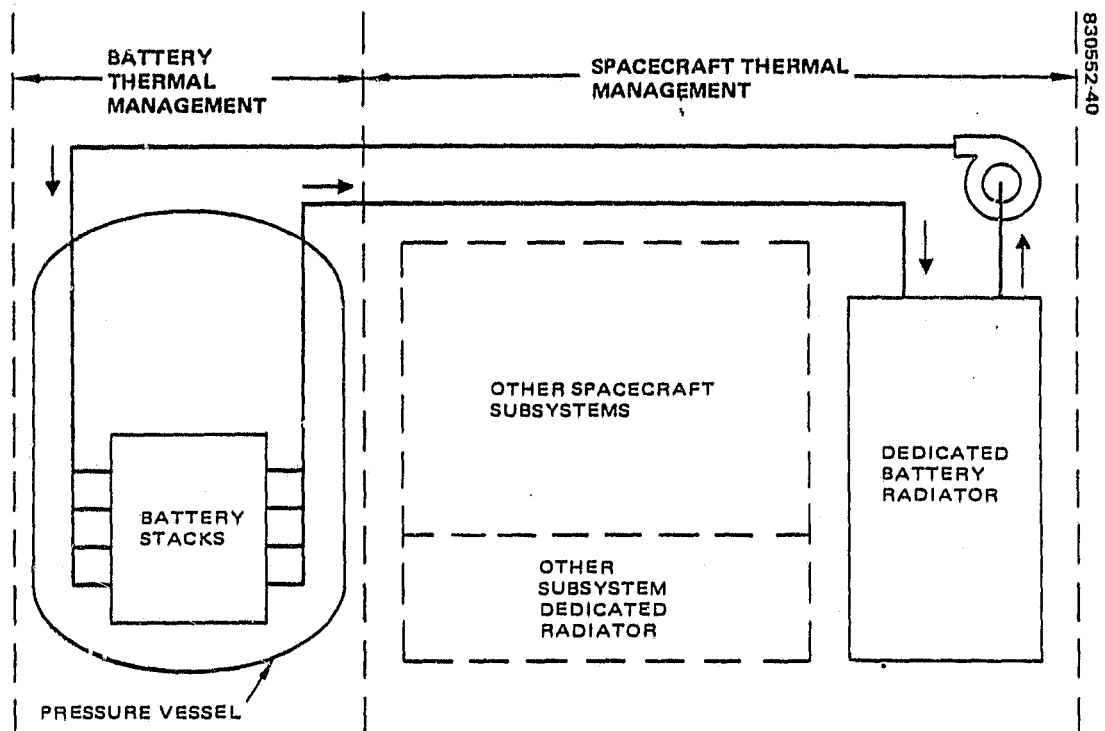 BATTERY
THERMAL
MANAGEMENT
SPACECRAFT THERMAL
MANAGEMENT
830552-40
OTHER SPACECRAFT
SUBSYSTEMS
DEDICATED
BATTERY
RADIATOR
BATTERY
STACKS
OTHER
SUBSYSTEM
DEDICATED
RADIATOR
PRESSURE VESSEL